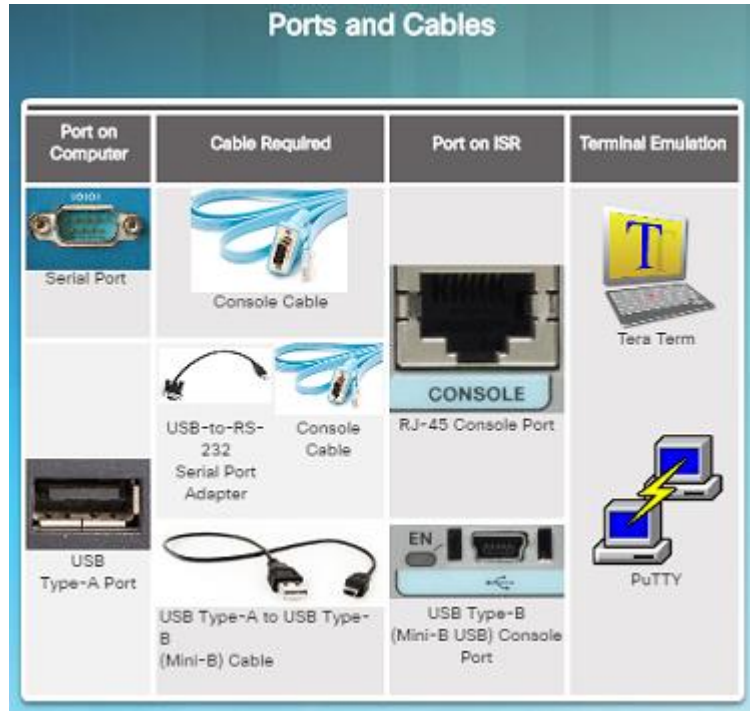 Ports and Cables
Port on
Computer
Cable Required
Port on ISR
Terminal Emulation
10101
Serial Port
Console Cable
CONSOLE
RJ-45 Console Port
Tera Term
USB-to-RS-
232
Serial Port
Adapter
Console
Cable
USB
Type-A Port
USB Type-A to USB Type-
B
(Mini-B) Cable
EN
USB Type-B
(Mini-B USB) Console
Port
PuTTY